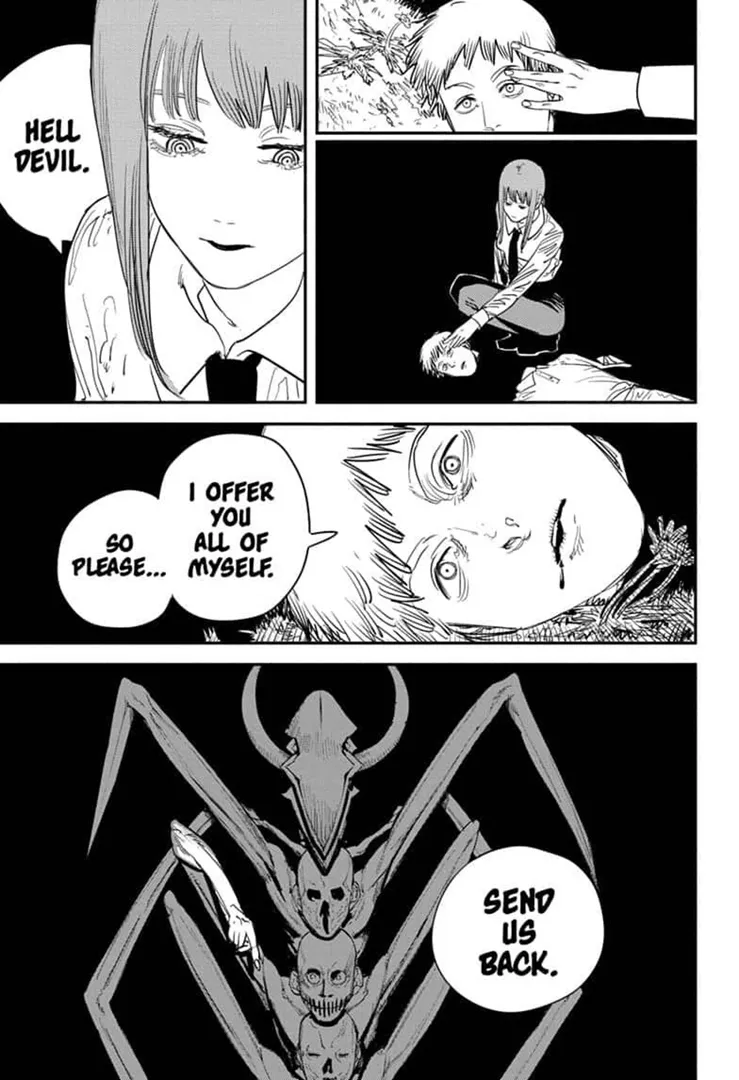 HELL
DEVIL.
I OFFER
YOU
ALL OF
MYSELF.
SO
PLEASE...
SEND
US
BACK.